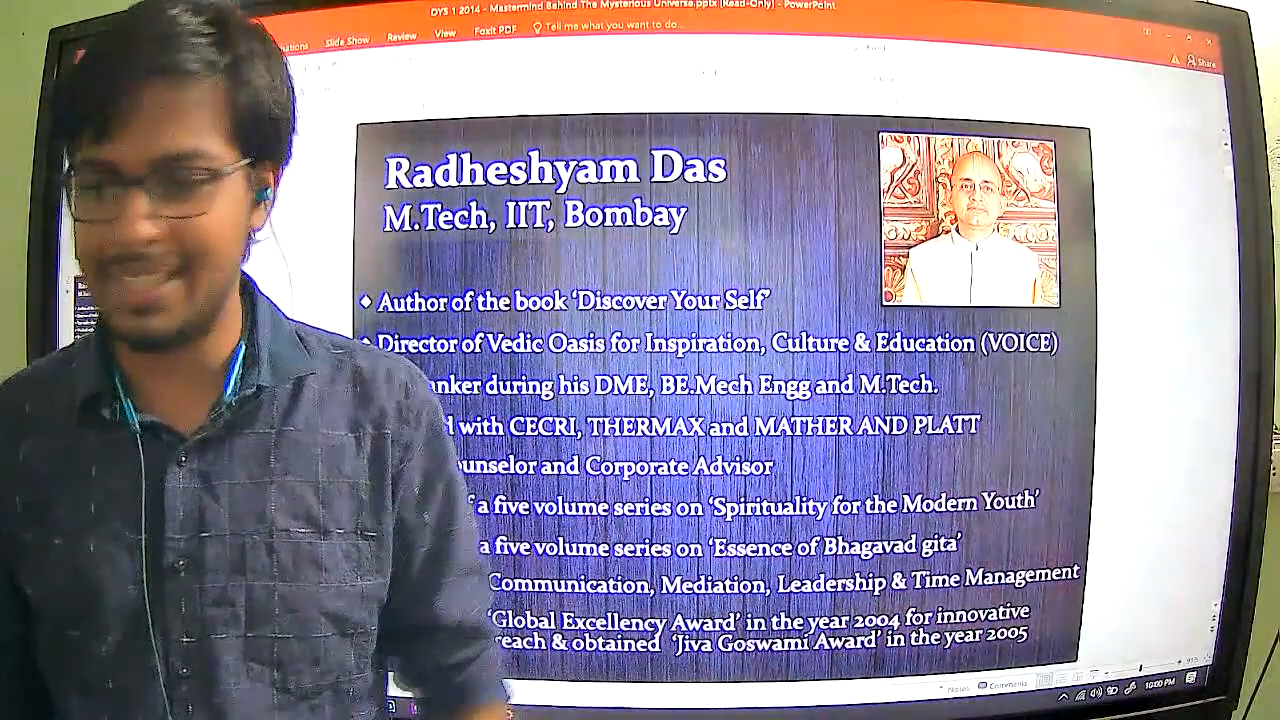 DYS 1 2014 - Mastermind Behind The Mysterious Universe.pptx [Read-Only] - PowerPoint
Slide Show Review View Foxit PDF Tell me what you want to do...
Share
Radheshyam Das
M.Tech, IIT, Bombay
Author of the book ‘Discover Your Self’
Director of Vedic Oasis for Inspiration, Culture & Education (VOICE)
during his DME, BE.Mech Engg and M.Tech.
with CECRI, THERMAX and MATHER AND PLATT
and Corporate Advisor
a five volume series on ‘Spirituality for the Modern Youth’
a five volume series on ‘Essence of Bhagavad gita’
Communication, Mediation, Leadership & Time Management
‘Global Excellency Award’ in the year 2004 for innovative
& obtained ‘Jiva Goswami Award’ in the year 2005
Notes Comments 91%
10:00 PM